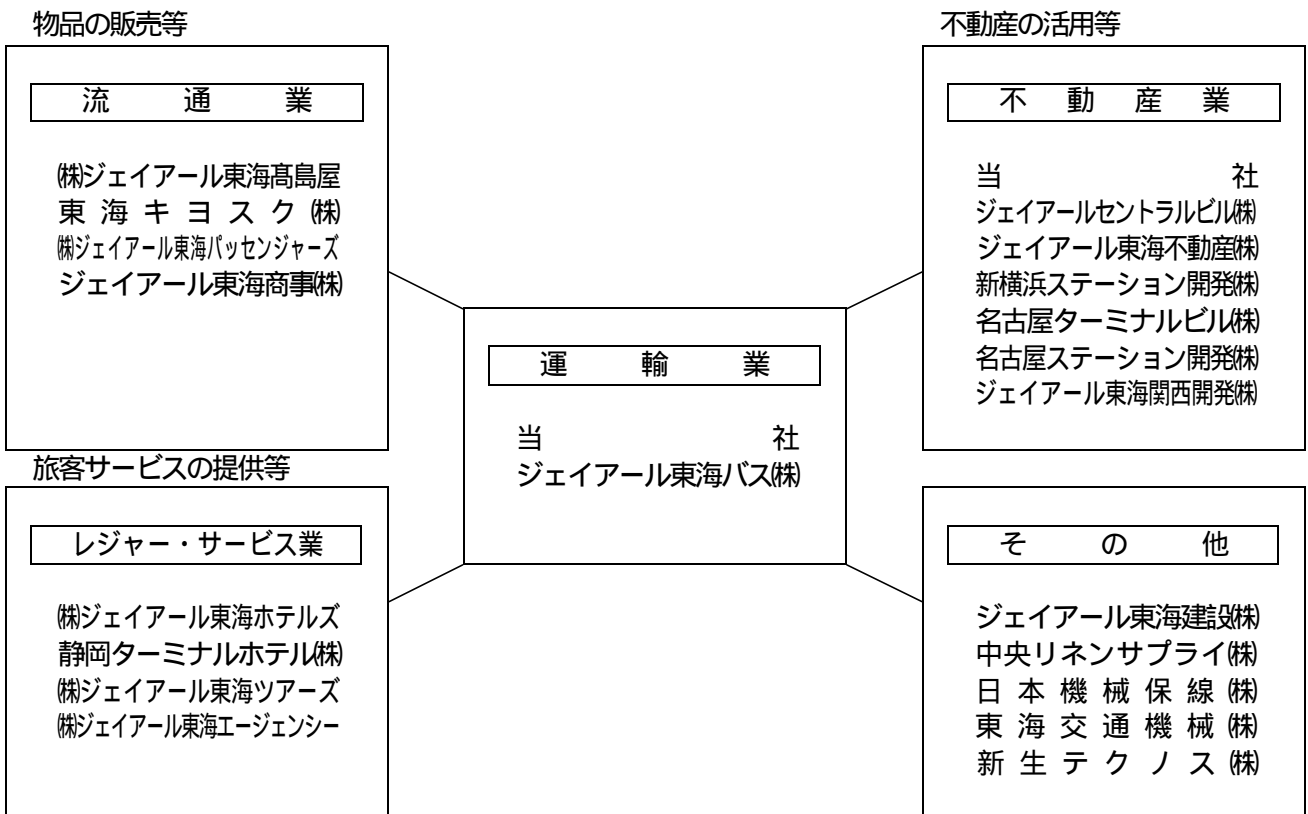 物品の販売等
流通業
㈱ジェイアール東海髙島屋
東海キヨスク㈱
㈱ジェイアール東海パッセンジャーズ
ジェイアール東海商事㈱
不動産の活用等
不動産業
当社
ジェイアールセントラルビル㈱
ジェイアール東海不動産㈱
新横浜ステーション開発㈱
名古屋ターミナルビル㈱
名古屋ステーション開発㈱
ジェイアール東海関西開発㈱
運輸業
当社
ジェイアール東海バス㈱
旅客サービスの提供等
レジャー・サービス業
㈱ジェイアール東海ホテルズ
静岡ターミナルホテル㈱
㈱ジェイアール東海ツアーズ
㈱ジェイアール東海エージェンシー
その他
ジェイアール東海建設㈱
中央リネンサプライ㈱
日本機械保線㈱
東海交通機械㈱
新生テクノス㈱